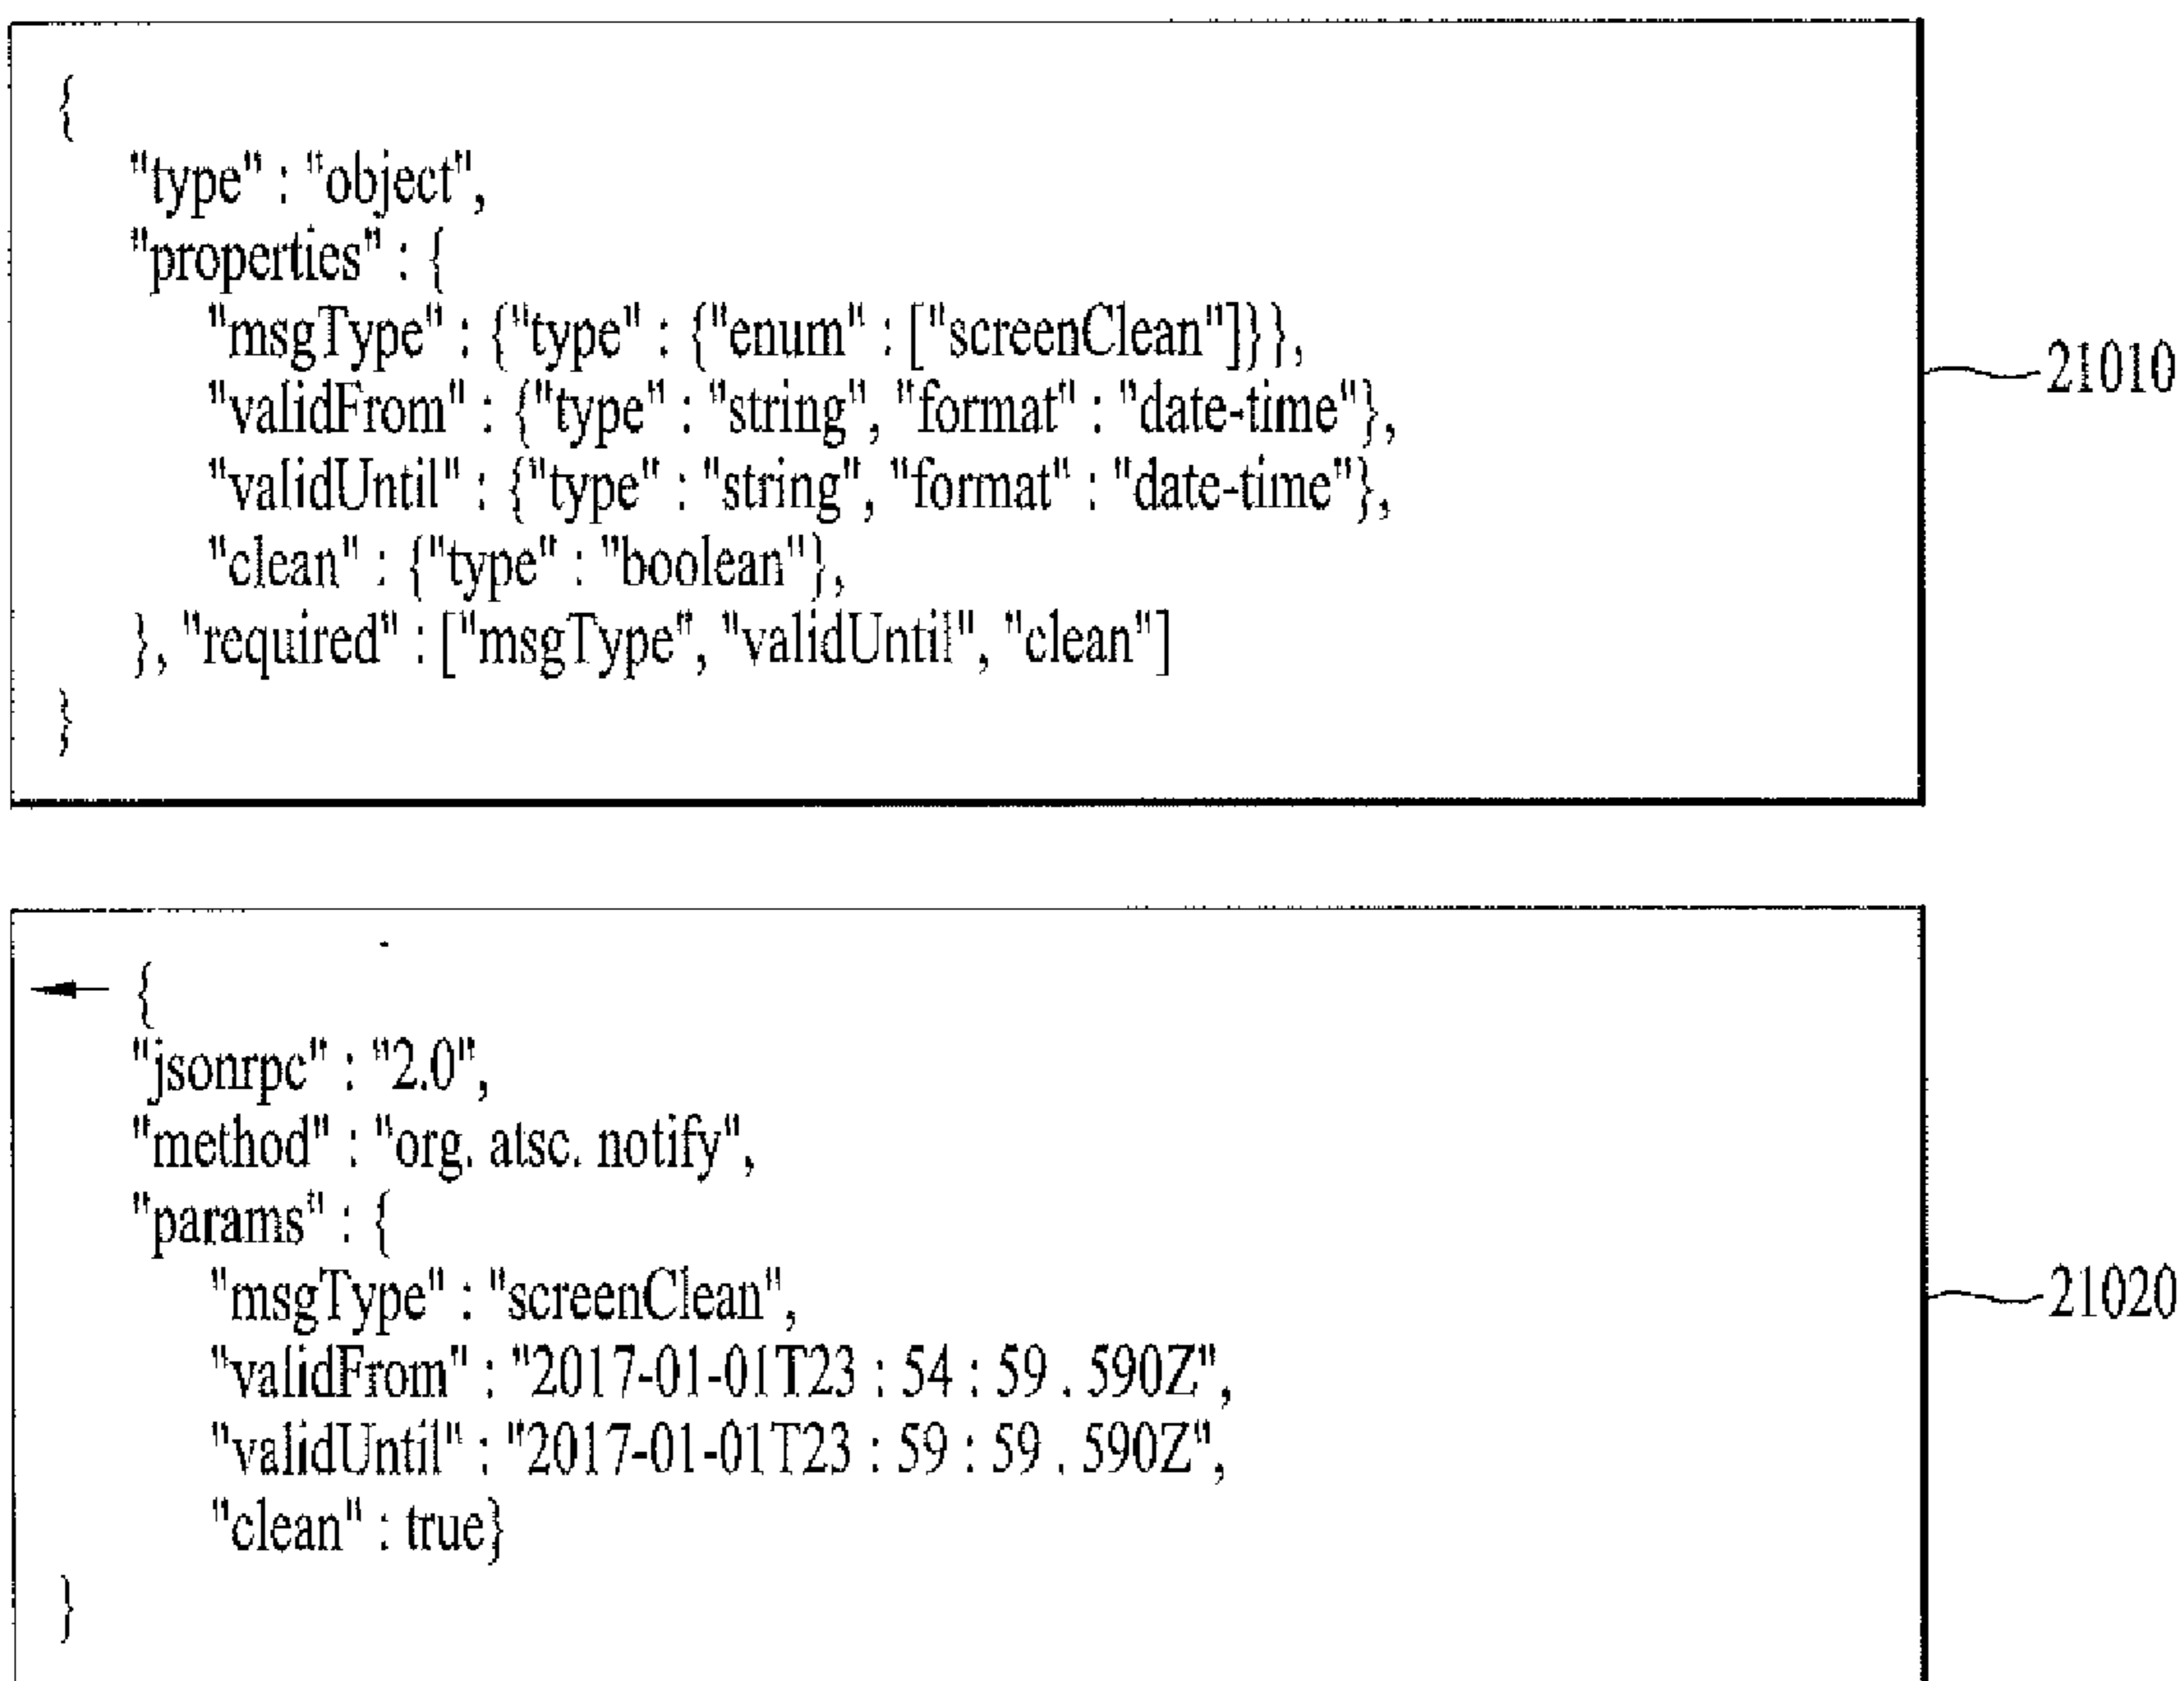 {
"type" : "object",
"properties" : {
"msgType" : {"type" : {"enum" : ["screenClean"]}},
"validFrom" : {"type" : "string", "format" : "date-time"},
"validUntil" : {"type" : "string", "format" : "date-time"},
"clean" : {"type" : "boolean"},
}, "required" : ["msgType", "validUntil", "clean"]
}
21010
{
"jsonrpc" : "2.0",
"method" : "org. atsc. notify",
"params" : {
"msgType" : "screenClean",
"validFrom" : "2017-01-01T23 : 54 : 59 . 590Z",
"validUntil" : "2017-01-01T23 : 59 : 59 . 590Z",
"clean" : true}
}
21020